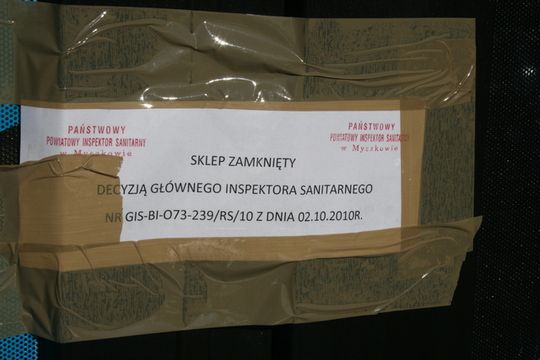 PAŃSTWOWY
POWIATOWY INSPEKTOR SANITARNY
w Myszkowie
PAŃSTWOWY
POWIATOWY INSPEKTOR SANITARNY
w Myszkowie
SKLEP ZAMKNIĘTY
DECYZJĄ GŁÓWNEGO INSPEKTORA SANITARNEGO
NR GIS-BI-O73-239/RS/10 Z DNIA 02.10.2010R.